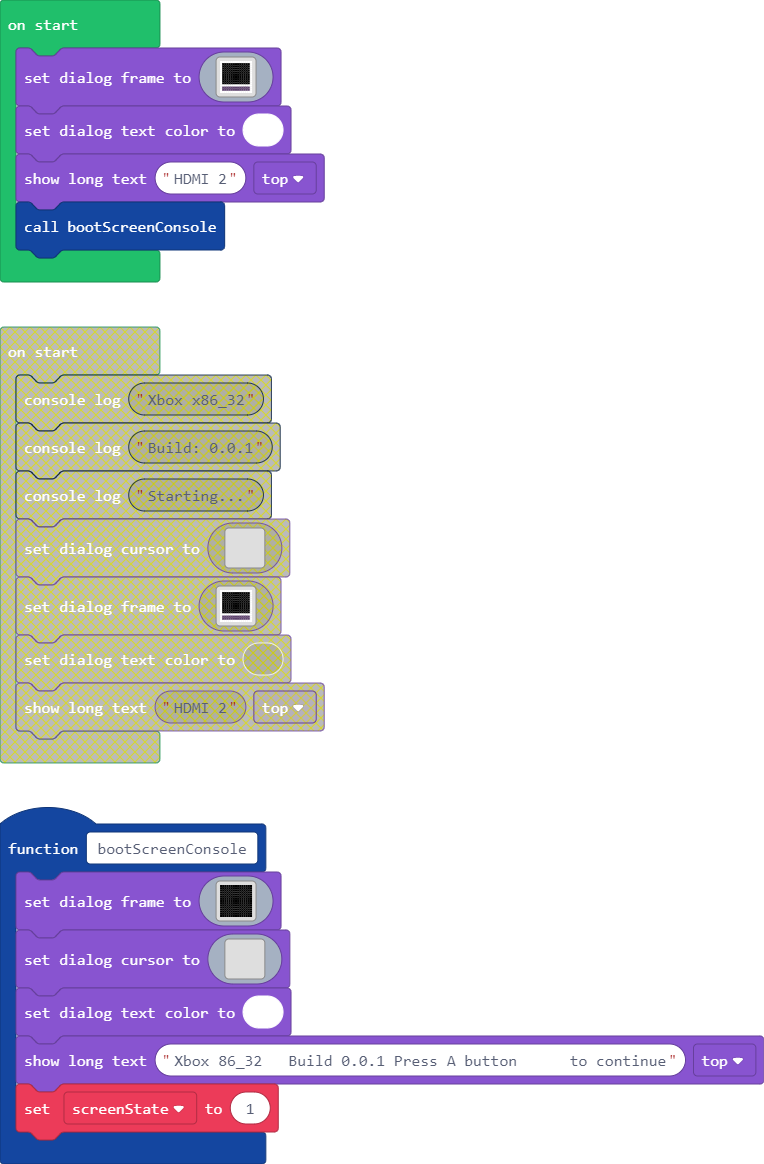 on start
set dialog frame to
set dialog text color to
show long text "HDMI 2" top
call bootScreenConsole
on start
console log "Xbox x86_32"
console log "Build: 0.0.1"
console log "Starting..."
set dialog cursor to
set dialog frame to
set dialog text color to
show long text "HDMI 2" top
function bootScreenConsole
set dialog frame to
set dialog cursor to
set dialog text color to
show long text "Xbox 86_32   Build 0.0.1 Press A button      to continue" top
set screenState to 1